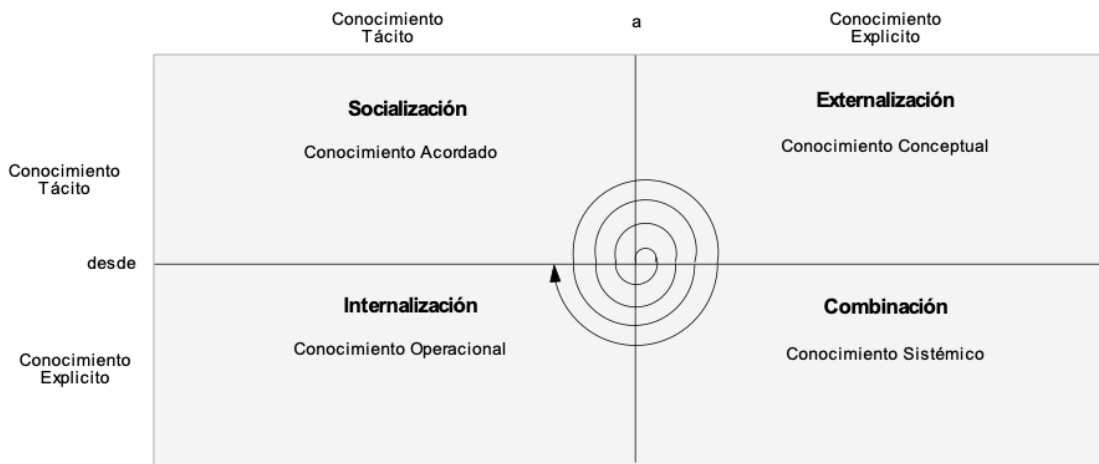 Conocimiento
Tácito
a
Conocimiento
Explicito
Socialización
Conocimiento Acordado
Externalización
Conocimiento Conceptual
Conocimiento
Tácito
desde
Internalización
Conocimiento Operacional
Combinación
Conocimiento Sistémico
Conocimiento
Explicito